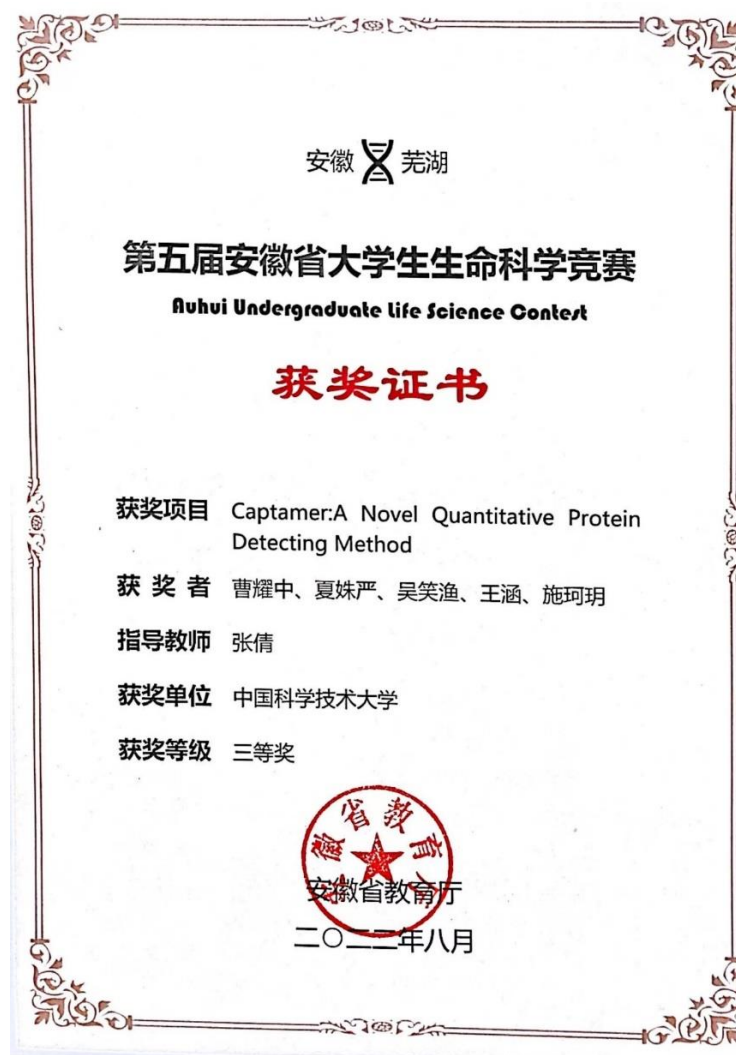 安徽 芜湖
第五届安徽省大学生生命科学竞赛
Auhui Undergraduate Life Science Contest
获奖证书
获奖项目 Captamer:A Novel Quantitative Protein
Detecting Method
获奖者 曹耀中、夏姝严、吴笑渔、王涵、施珂玥
指导教师 张倩
获奖单位 中国科学技术大学
获奖等级 三等奖
安徽省教育厅
安徽省教育厅
二〇二二年八月